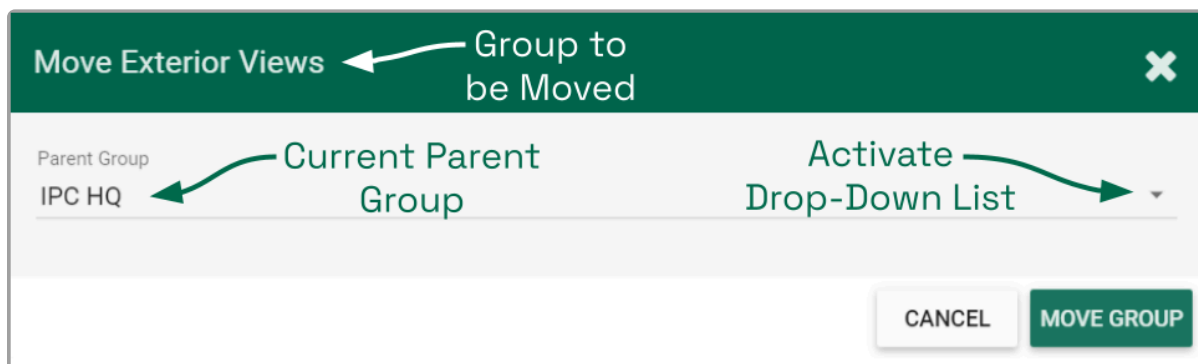 Move Exterior Views
Group to
be Moved
Parent Group
IPC HQ
Current Parent
Group
Activate
Drop-Down List
CANCEL
MOVE GROUP